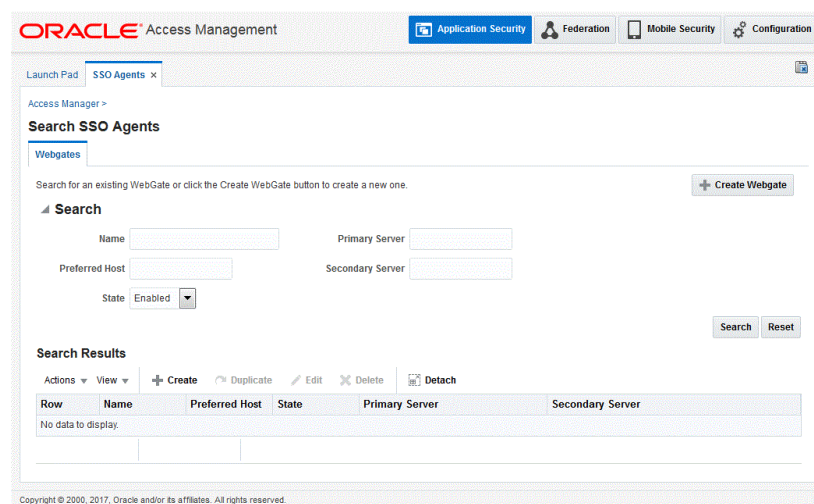 ORACLE® Access Management
Application Security
Federation
Mobile Security
Configuration
Launch Pad
SSO Agents ×
Access Manager >
Search SSO Agents
Webgates
Search for an existing WebGate or click the Create WebGate button to create a new one.
Create Webgate
Search
Name
Primary Server
Preferred Host
Secondary Server
State Enabled
Search Reset
Search Results
Actions View Create Duplicate Edit Delete Detach
Row Name Preferred Host State Primary Server Secondary Server
No data to display.
Copyright © 2000, 2017, Oracle and/or its affiliates. All rights reserved.